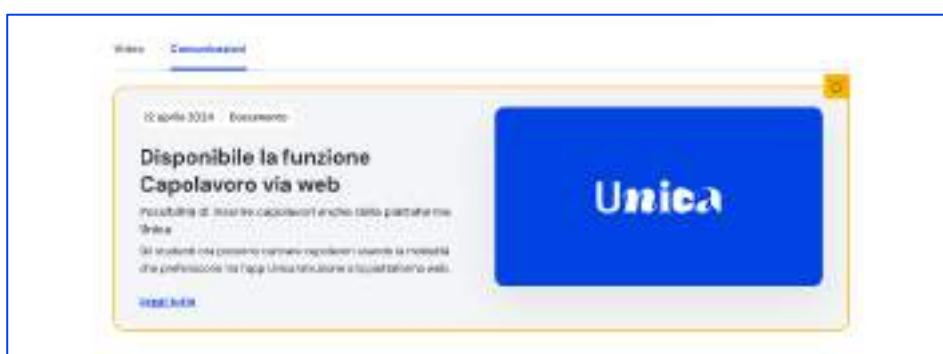 Video Comunicazioni
12 aprile 2024 Documento
Disponibile la funzione
Capolavoro via web
Possibilità di inserire capolavori anche dalla piattaforma
Unica
Gli studenti ora possono caricare capolavori usando la modalità
che preferiscono tra l'app Unica Istruzione e la piattaforma web.
Leggi tutto
Unica